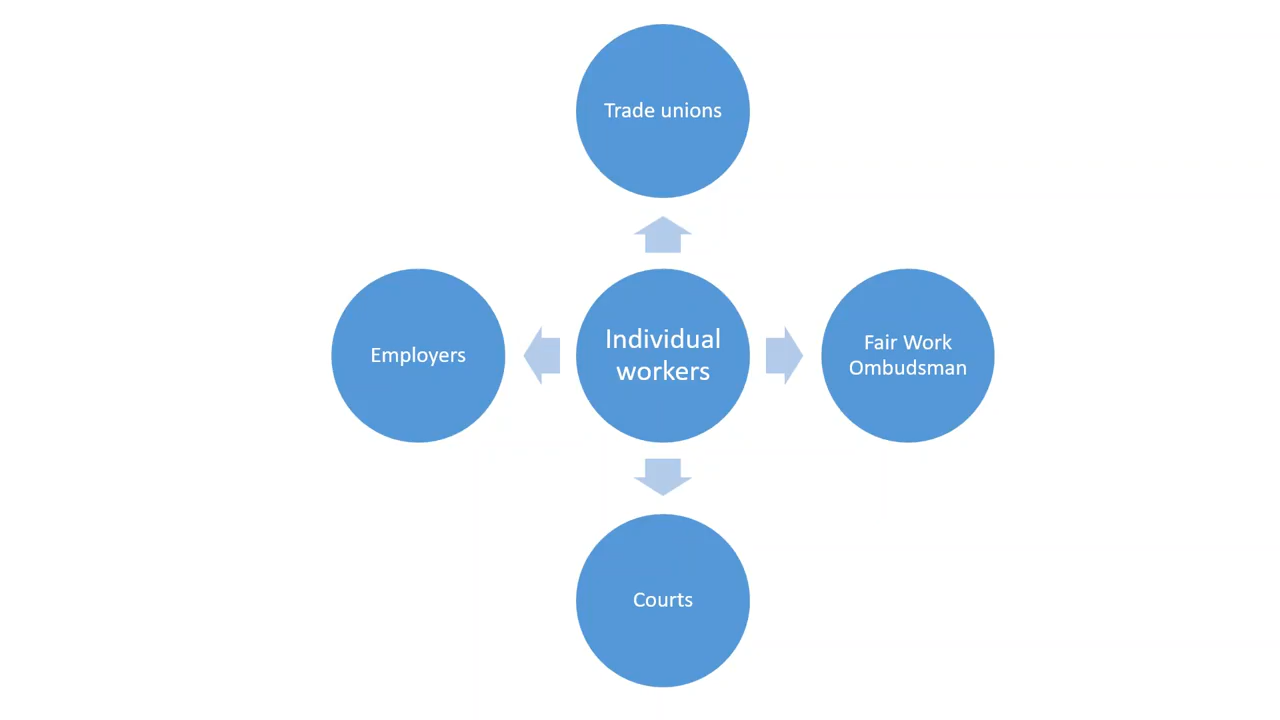 Trade unions
Employers
Individual
workers
Fair Work
Ombudsman
Courts